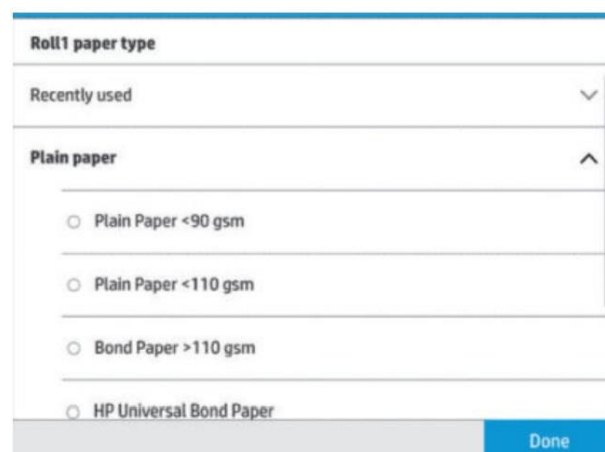 Roll1 paper type
Recently used
Plain paper
Plain Paper <90 gsm
Plain Paper <110 gsm
Bond Paper >110 gsm
HP Universal Bond Paper
Done